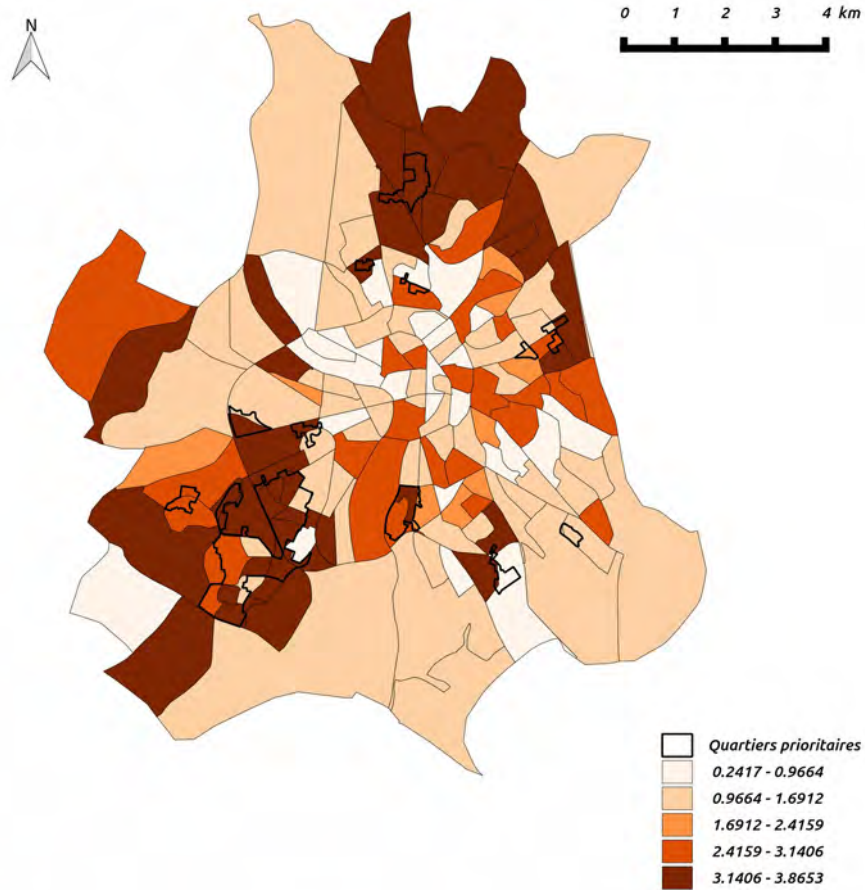 N
0 1 2 3 4 km
Quartiers prioritaires
0.2417 - 0.9664
0.9664 - 1.6912
1.6912 - 2.4159
2.4159 - 3.1406
3.1406 - 3.8653